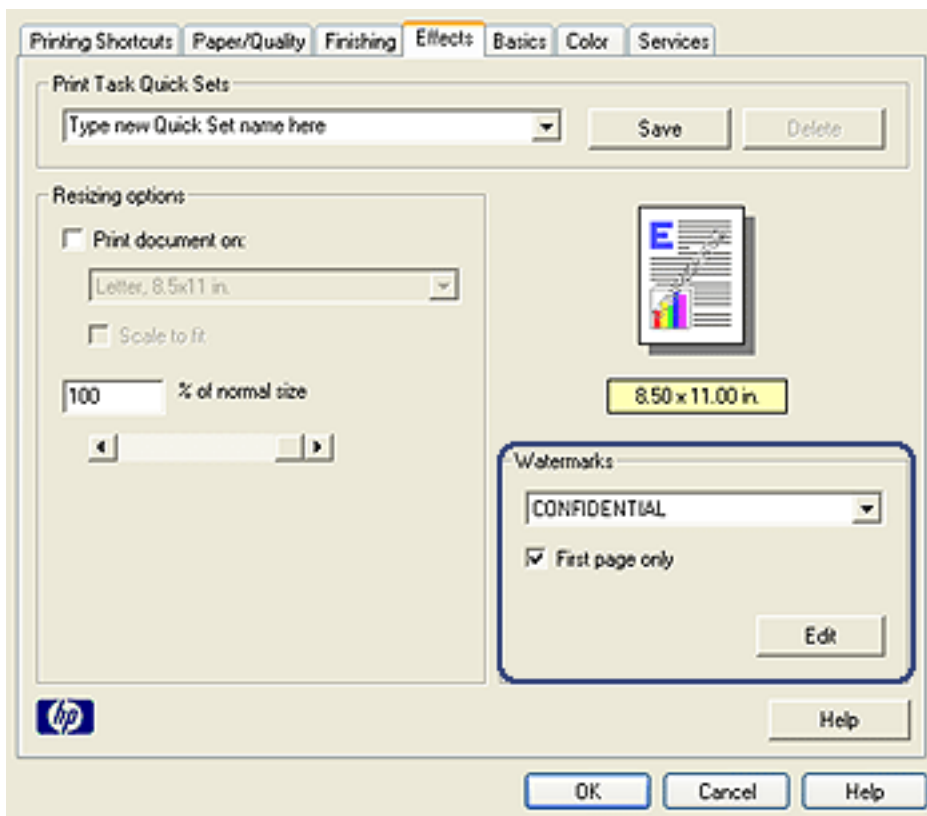 Printing Shortcuts Paper/Quality Finishing Effects Basics Color Services
Print Task Quick Sets
Type new Quick Set name here Save Delete
Resizing options
Print document on:
Letter, 8.5x11 in.
Scale to fit
100 % of normal size
E
8.50 x 11.00 in.
Watermarks
CONFIDENTIAL
First page only
Edit
hp Help
OK Cancel Help